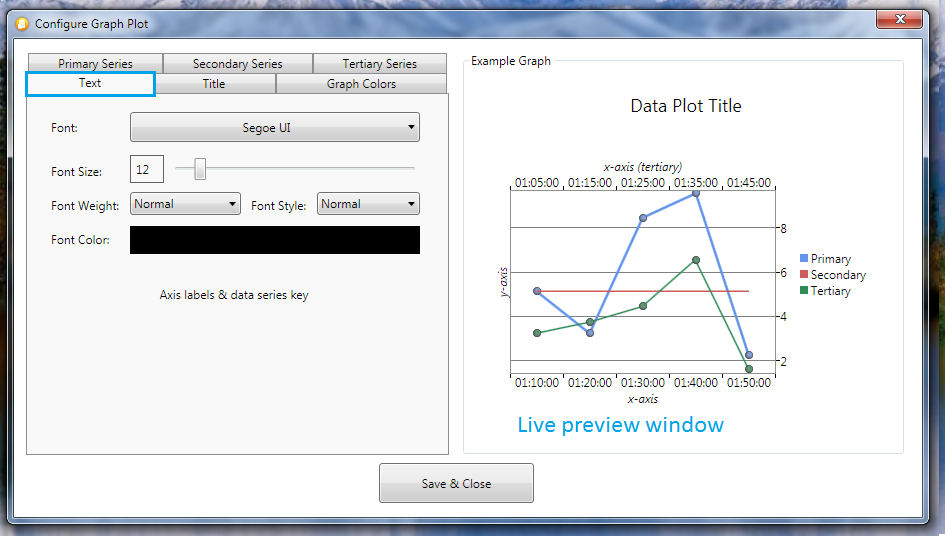 Configure Graph Plot
Primary Series
Secondary Series
Tertiary Series
Text
Title
Graph Colors
Font:
Segoe UI
Font Size:
12
Font Weight:
Normal
Font Style:
Normal
Font Color:
Axis labels & data series key
Example Graph
Data Plot Title
x-axis (tertiary)
01:05:00 01:15:00 01:25:00 01:35:00 01:45:00
y-axis
8
6
4
2
Primary
Secondary
Tertiary
01:10:00 01:20:00 01:30:00 01:40:00 01:50:00
x-axis
Live preview window
Save & Close